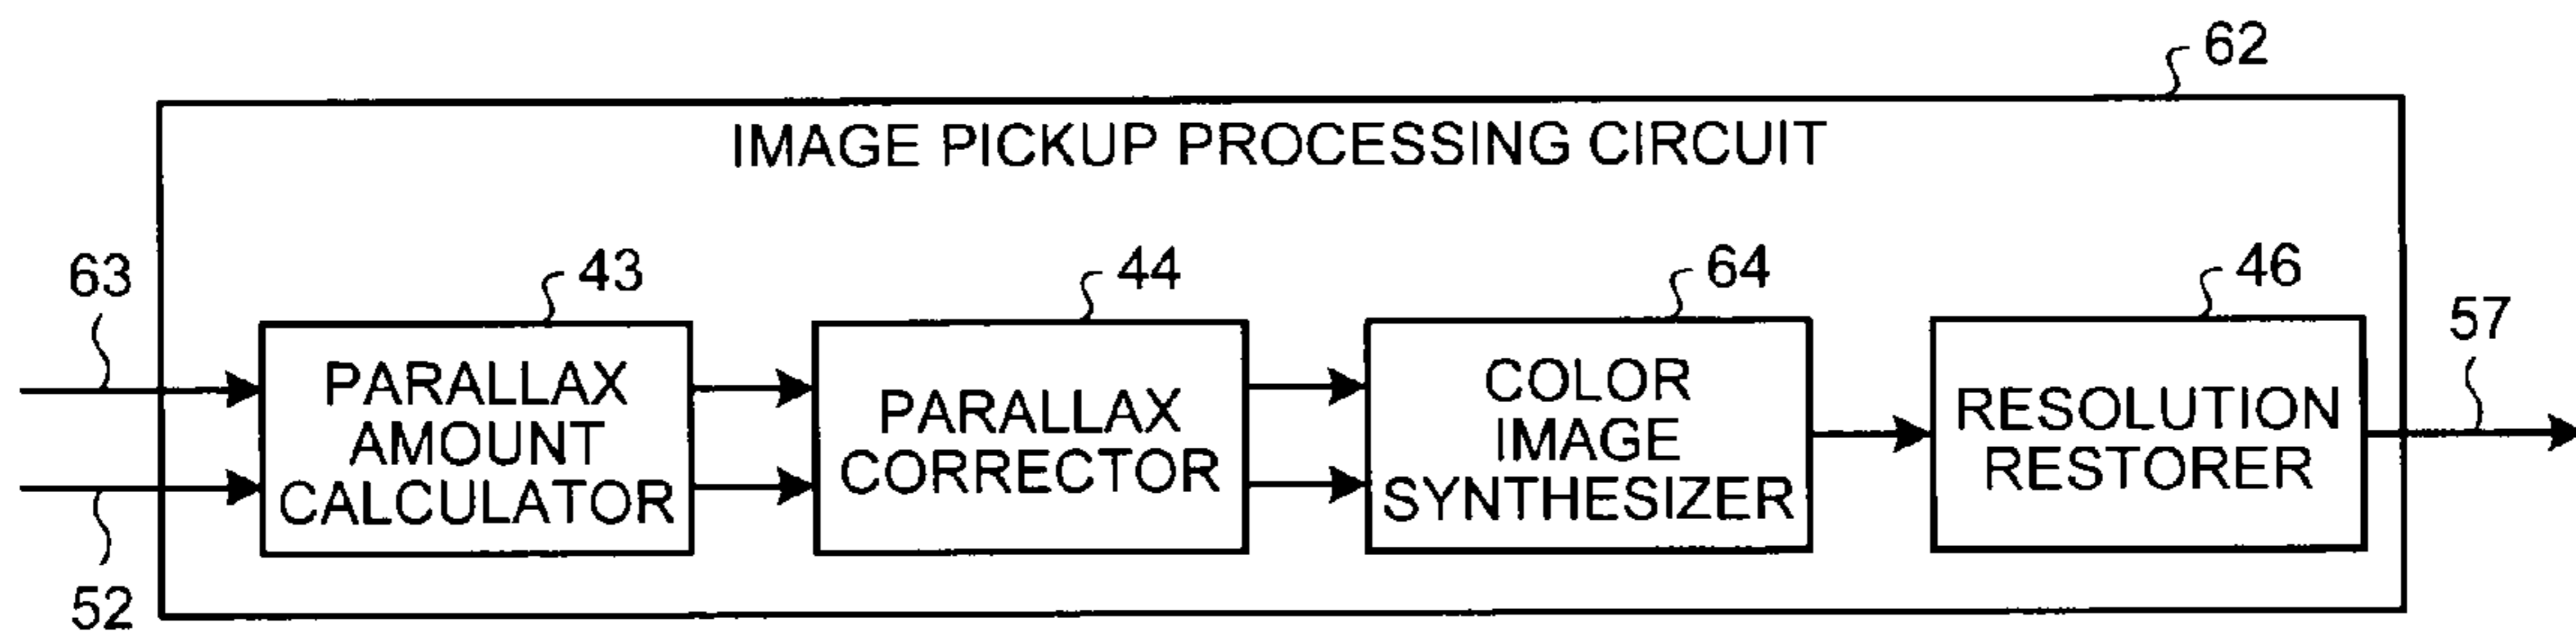 62
IMAGE PICKUP PROCESSING CIRCUIT
63
43
44
64
46
57
PARALLAX
AMOUNT
CALCULATOR
PARALLAX
CORRECTOR
COLOR
IMAGE
SYNTHESIZER
RESOLUTION
RESTORER
52